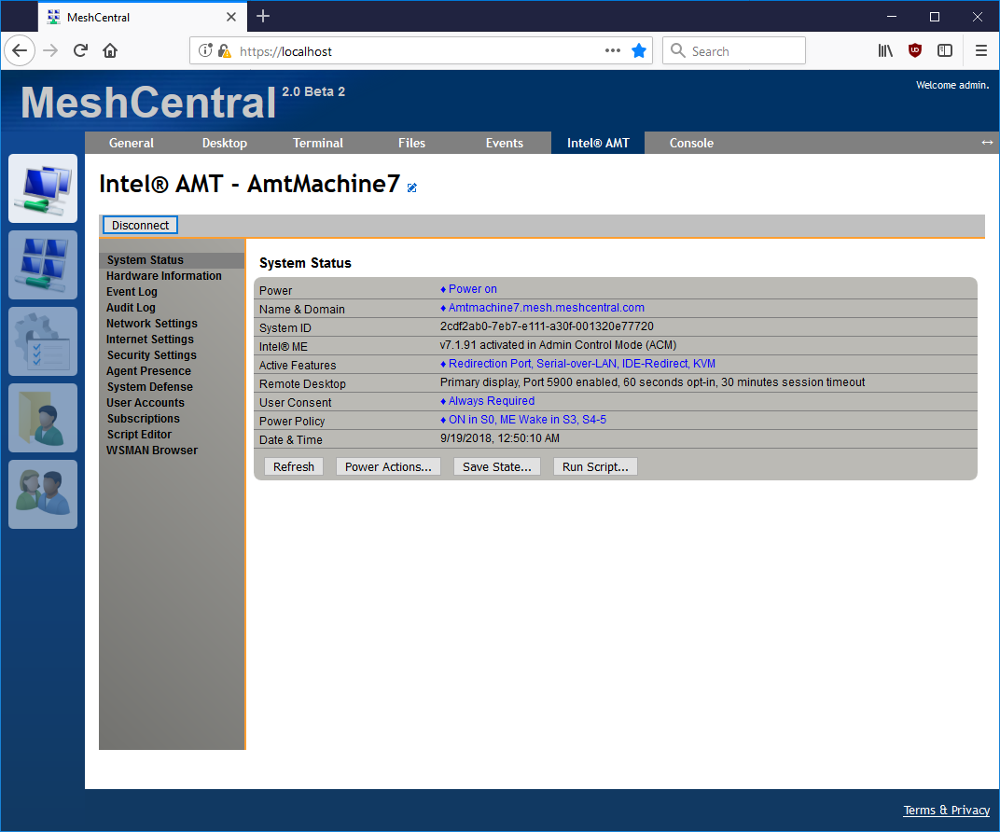 MeshCentral
https://localhost
Search
MeshCentral 2.0 Beta 2
Welcome admin.
General Desktop Terminal Files Events Intel® AMT Console
Intel® AMT - AmtMachine7
Disconnect
System Status
Hardware Information
Event Log
Audit Log
Network Settings
Internet Settings
Security Settings
Agent Presence
System Defense
User Accounts
Subscriptions
Script Editor
WSMAN Browser
System Status
Power ♦ Power on
Name & Domain ♦ Amtmachine7.mesh.meshcentral.com
System ID 2cdf2ab0-7eb7-e111-a30f-001320e77720
Intel® ME v7.1.91 activated in Admin Control Mode (ACM)
Active Features ♦ Redirection Port, Serial-over-LAN, IDE-Redirect, KVM
Remote Desktop Primary display, Port 5900 enabled, 60 seconds opt-in, 30 minutes session timeout
User Consent ♦ Always Required
Power Policy ♦ ON in S0, ME Wake in S3, S4-5
Date & Time 9/19/2018, 12:50:10 AM
Refresh Power Actions... Save State... Run Script...
Terms & Privacy